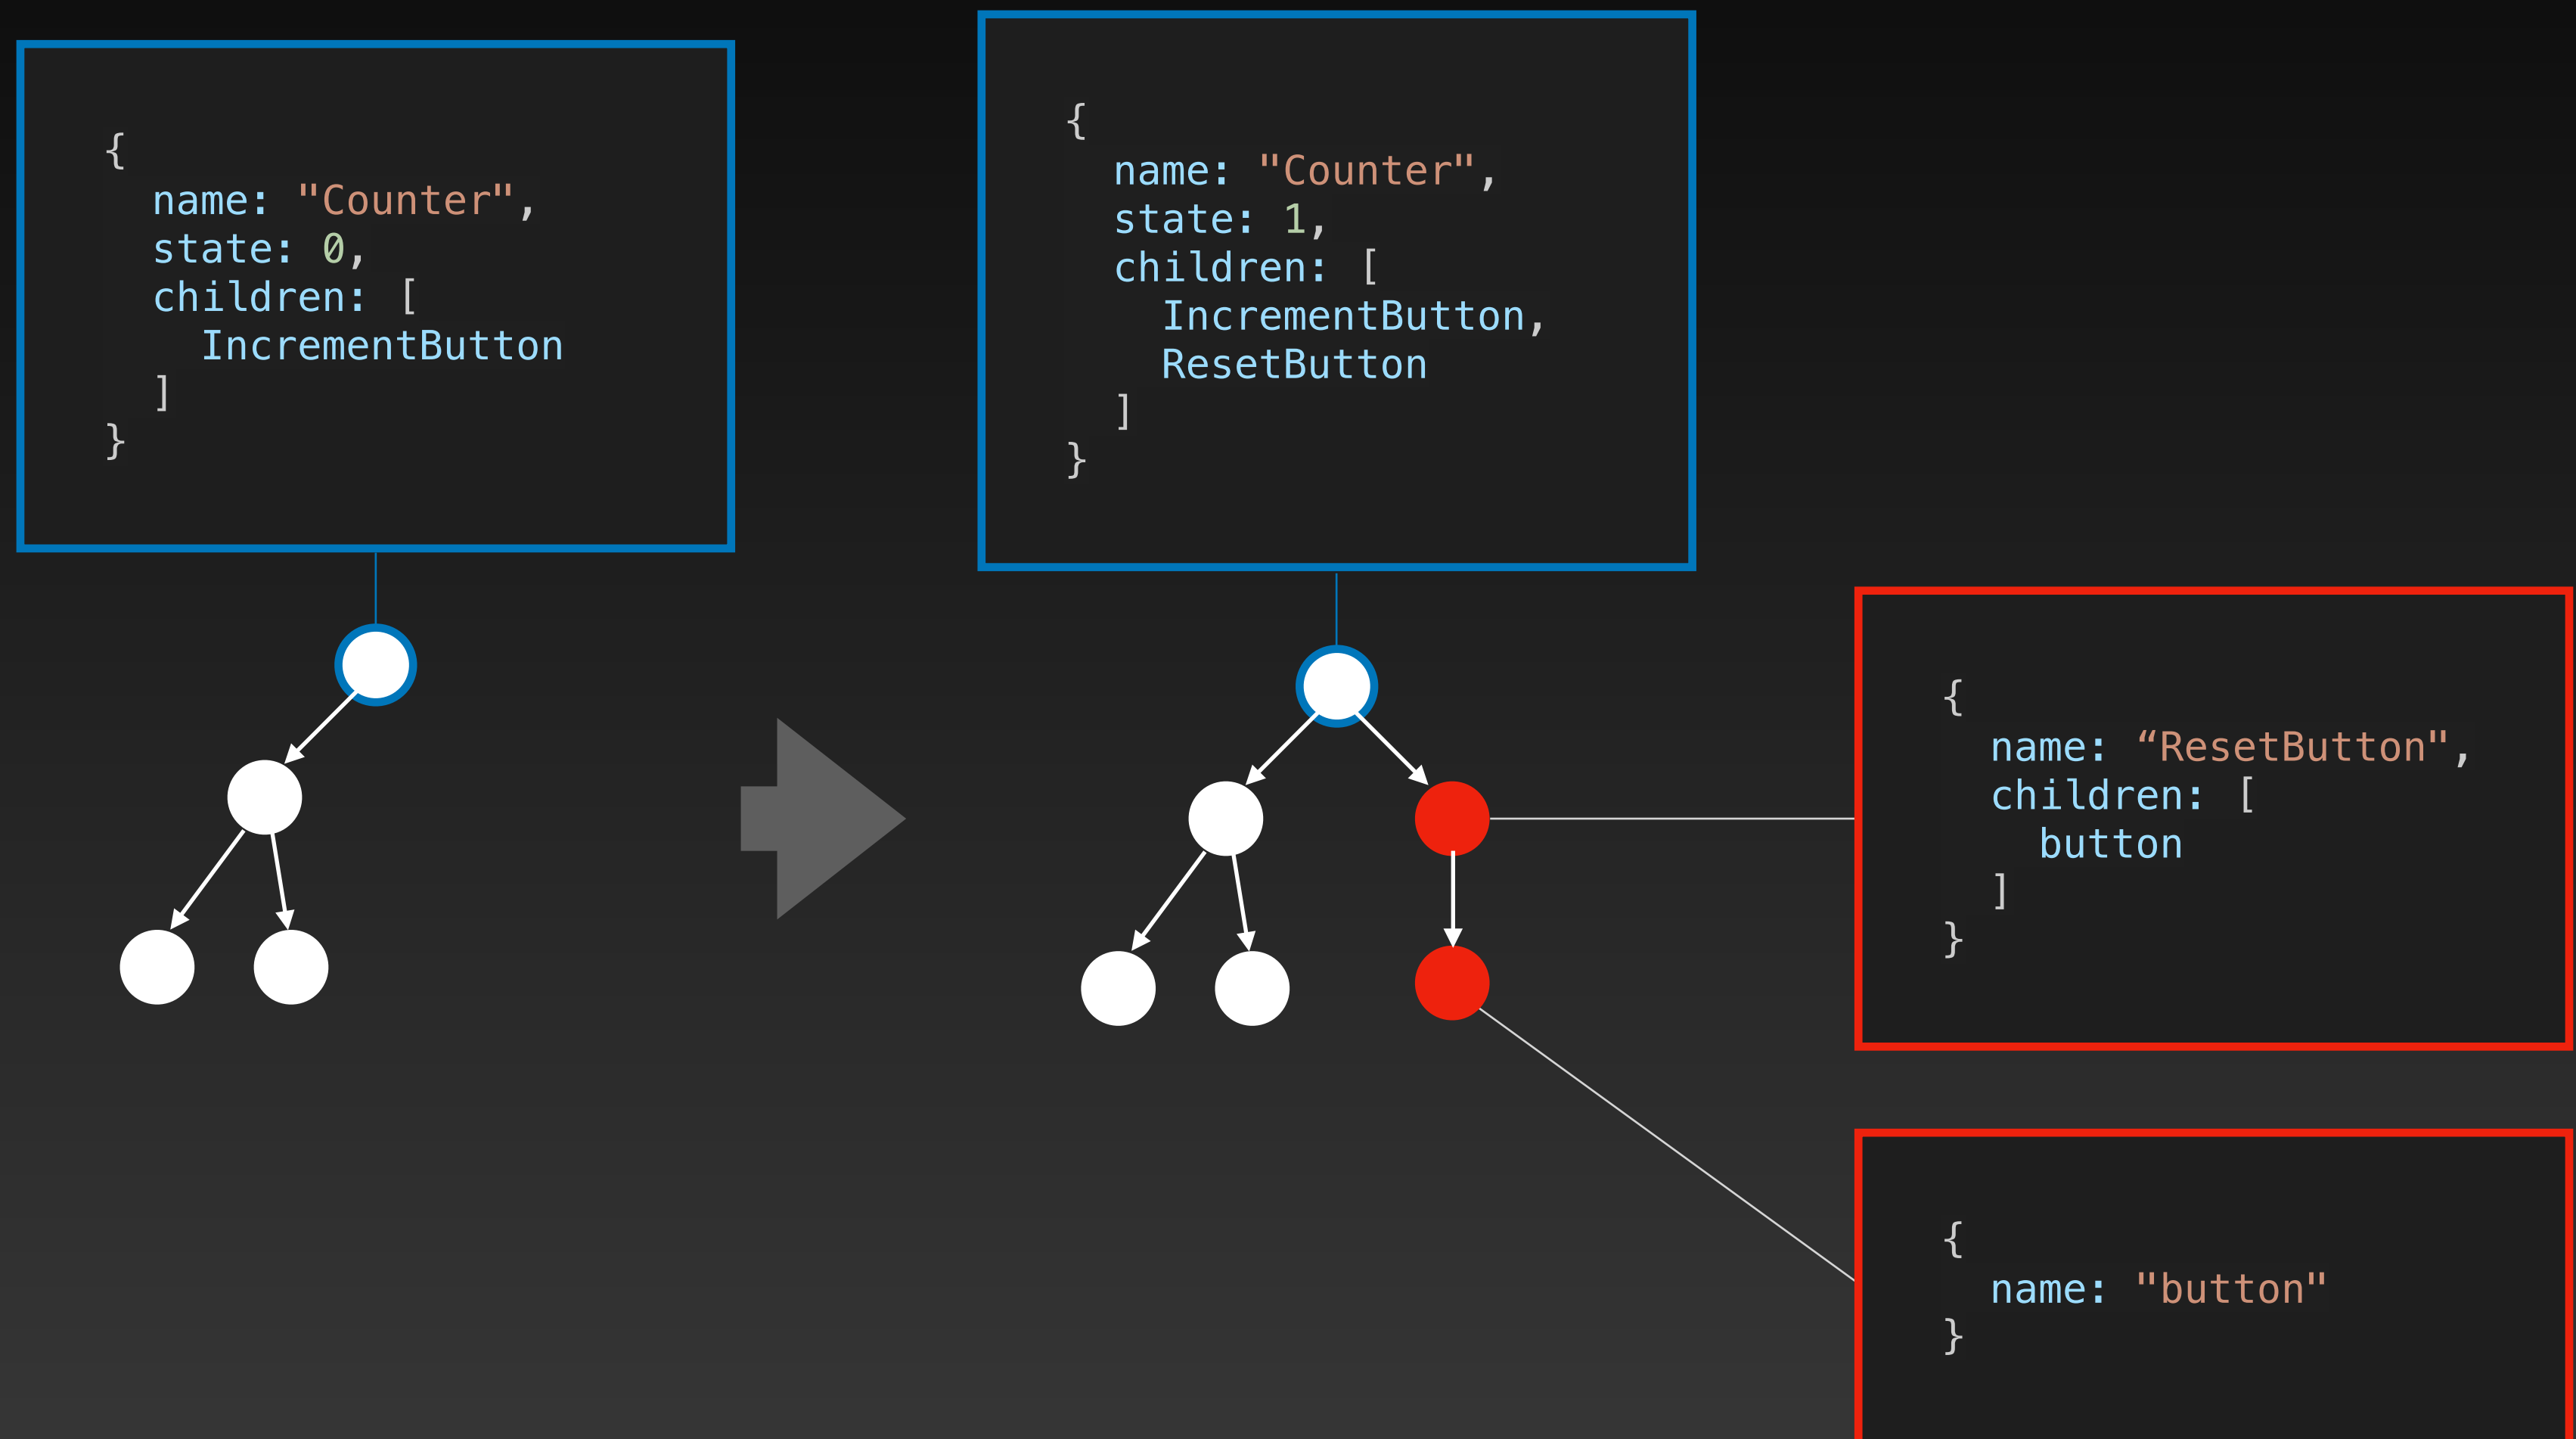 {
  name: "Counter",
  state: 0,
  children: [
    IncrementButton
  ]
}
{
  name: "Counter",
  state: 1,
  children: [
    IncrementButton,
    ResetButton
  ]
}
{
  name: “ResetButton",
  children: [
    button
  ]
}
{
  name: "button"
}